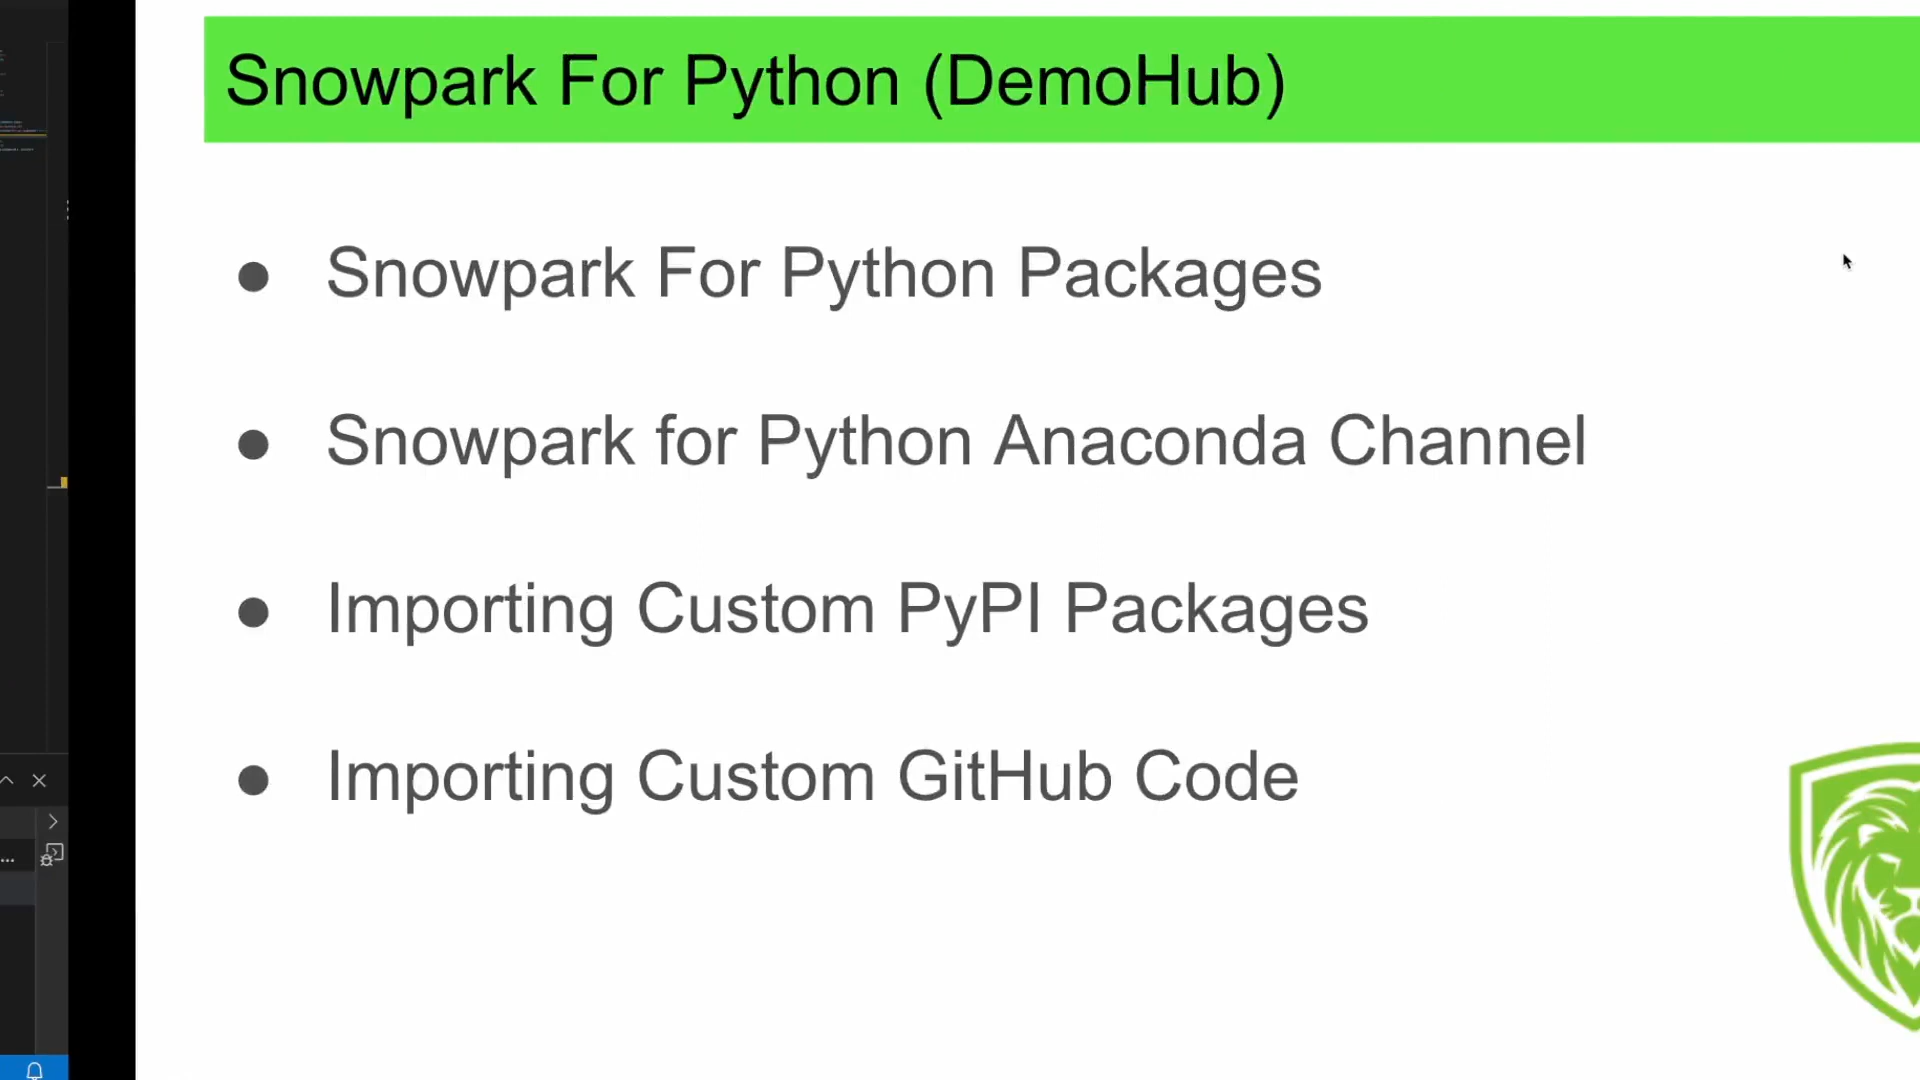 Snowpark For Python (DemoHub)
● Snowpark For Python Packages
● Snowpark for Python Anaconda Channel
● Importing Custom PyPI Packages
● Importing Custom GitHub Code